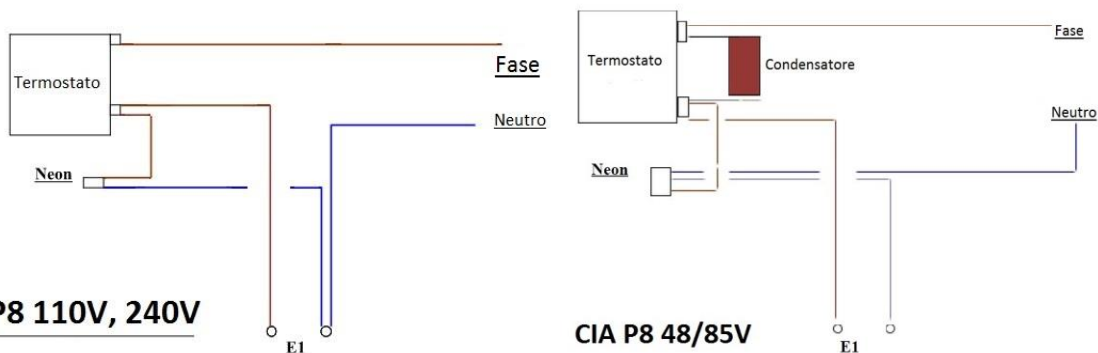 Termostato
Fase
Neutro
Neon
P8 110V, 240V
E1
Termostato
Condensatore
Fase
Neutro
Neon
CIA P8 48/85V
E1